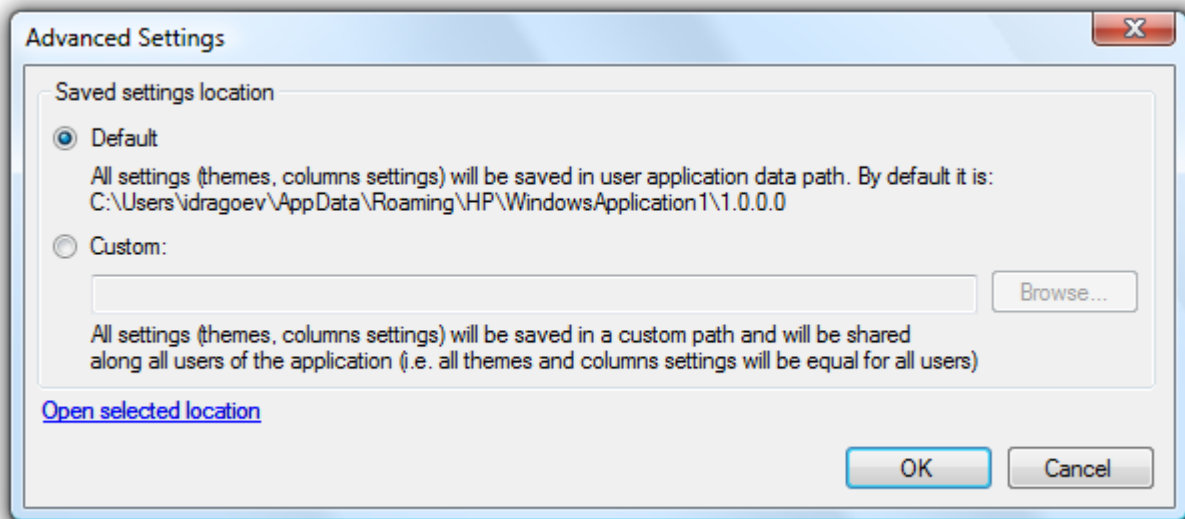 Advanced Settings
Saved settings location
Default
All settings (themes, columns settings) will be saved in user application data path. By default it is:
C:\Users\idragoev\AppData\Roaming\HP\WindowsApplication1\1.0.0.0
Custom:
Browse...
All settings (themes, columns settings) will be saved in a custom path and will be shared
along all users of the application (i.e. all themes and columns settings will be equal for all users)
Open selected location
OK
Cancel